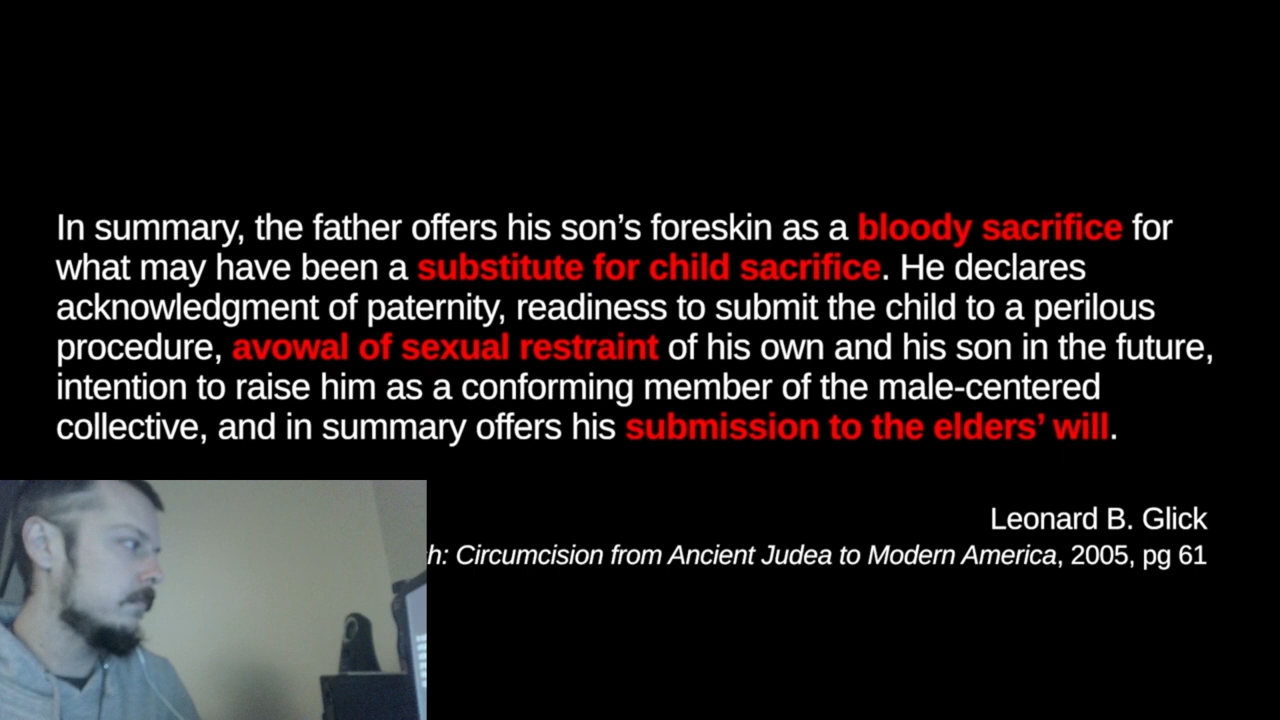 In summary, the father offers his son’s foreskin as a bloody sacrifice for
what may have been a substitute for child sacrifice. He declares
acknowledgment of paternity, readiness to submit the child to a perilous
procedure, avowal of sexual restraint of his own and his son in the future,
intention to raise him as a conforming member of the male-centered
collective, and in summary offers his submission to the elders’ will.
Leonard B. Glick
h: Circumcision from Ancient Judea to Modern America, 2005, pg 61